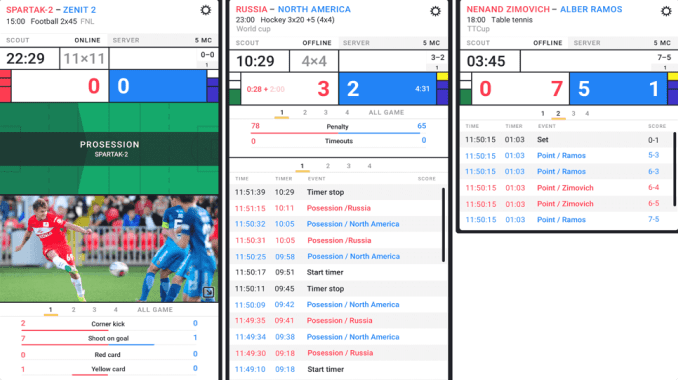 SPARTAK-2 – ZENIT 2
15:00 Football 2x45 FNL
SCOUT ONLINE SERVER 5 MC
22:29 11×11 0–0
1
0 0
PROSESSION
SPARTAK-2
1 2 3 4 ALL GAME
2 Corner kick 0
7 Shoot on goal 1
0 Red card 0
1 Yellow card 0
RUSSIA – NORTH AMERICA
23:00 Hockey 3x20 +5 (4x4)
World cup
SCOUT OFFLINE SERVER 5 MC
10:29 4×4 3–2
1
0:28 + 2:00 3 2 4:31
1 2 3 4 ALL GAME
78 Penalty 65
0 Timeouts 0
1 2 3 4
TIME TIMER EVENT SCORE
11:51:39 10:29 Timer stop
11:51:15 10:11 Posession /Russia
11:50:32 10:05 Posession / North America
11:50:31 10:05 Posession /Russia
11:50:25 09:58 Posession / North America
11:50:17 09:51 Start timer
11:50:11 09:45 Timer stop
11:50:09 09:42 Posession / North America
11:49:35 09:41 Posession / Russia
11:49:34 09:38 Posession / North America
11:49:30 09:18 Posession / Russia
11:49:10 09:18 Start timer
NENAND ZIMOVICH – ALBER RAMOS
18:00 Table tennis
TTCup
SCOUT OFFLINE SERVER 5 MC
03:45 7–5
1
0 7 5 1
1 2 3 4
TIME TIMER EVENT SCORE
11:50:15 01:03 Set 0-1
11:50:15 01:03 Point / Ramos 5-3
11:50:15 01:03 Point / Ramos 6-3
11:50:15 01:03 Point / Zimovich 6-4
11:50:15 01:03 Point / Zimovich 6-5
11:50:15 01:03 Point / Ramos 7-5